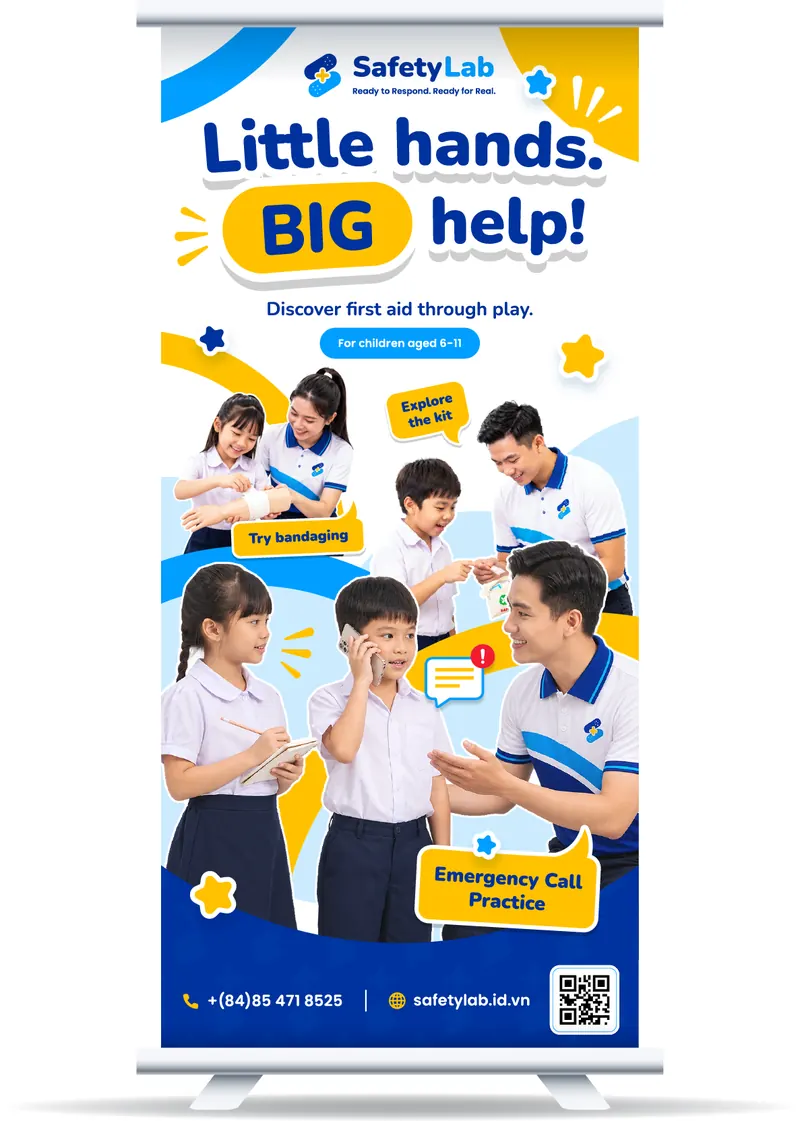 SafetyLab
Ready to Respond. Ready for Real.
Little hands.
BIG help!
Discover first aid through play.
For children aged 6-11
Explore
the kit
Try bandaging
!
Emergency Call
Practice
+(84)85 471 8525
safetylab.id.vn